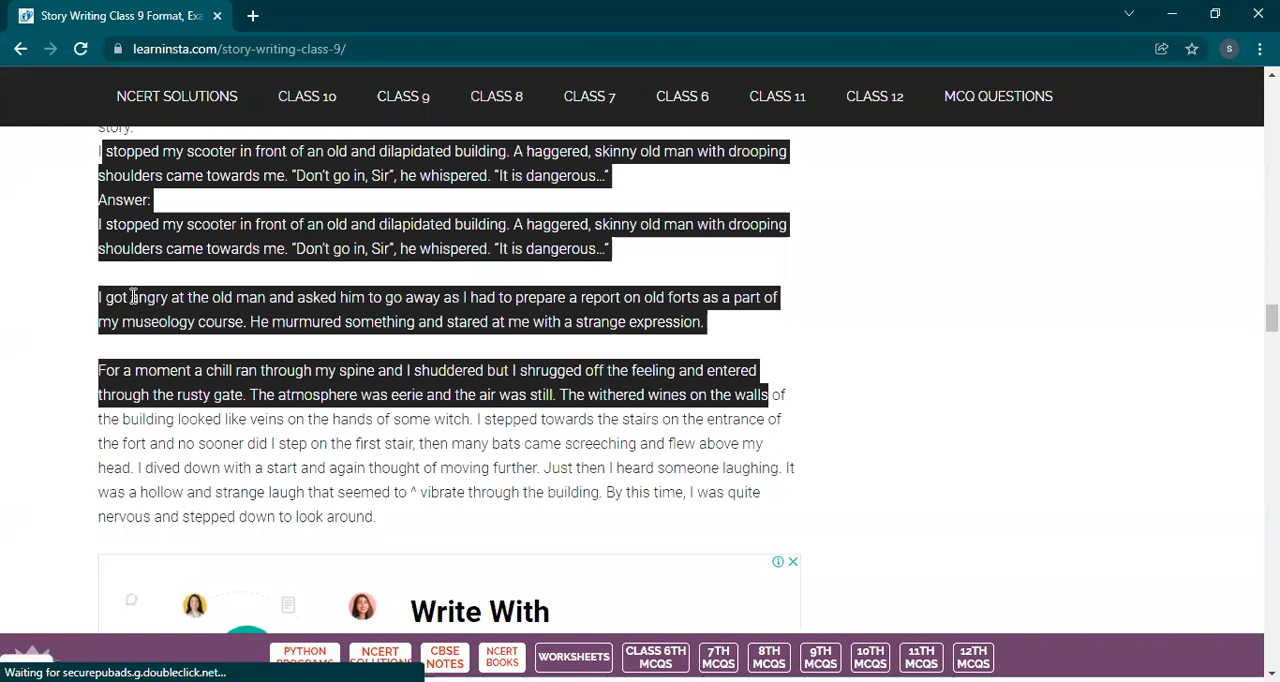 Story Writing Class 9 Format, Exa
learninsta.com/story-writing-class-9/
S
NCERT SOLUTIONS CLASS 10 CLASS 9 CLASS 8 CLASS 7 CLASS 6 CLASS 11 CLASS 12 MCQ QUESTIONS
story.
I stopped my scooter in front of an old and dilapidated building. A haggered, skinny old man with drooping
shoulders came towards me. “Don’t go in, Sir”, he whispered. “It is dangerous…”
Answer:
I stopped my scooter in front of an old and dilapidated building. A haggered, skinny old man with drooping
shoulders came towards me. “Don’t go in, Sir”, he whispered. “It is dangerous…”
I got angry at the old man and asked him to go away as I had to prepare a report on old forts as a part of
my museology course. He murmured something and stared at me with a strange expression.
For a moment a chill ran through my spine and I shuddered but I shrugged off the feeling and entered
through the rusty gate. The atmosphere was eerie and the air was still. The withered wines on the walls of
the building looked like veins on the hands of some witch. I stepped towards the stairs on the entrance of
the fort and no sooner did I step on the first stair, then many bats came screeching and flew above my
head. I dived down with a start and again thought of moving further. Just then I heard someone laughing. It
was a hollow and strange laugh that seemed to ^ vibrate through the building. By this time, I was quite
nervous and stepped down to look around.
Write With
PYTHON PROGRAMS NCERT SOLUTIONS CBSE NOTES NCERT BOOKS WORKSHEETS CLASS 6TH MCQS 7TH MCQS 8TH MCQS 9TH MCQS 10TH MCQS 11TH MCQS 12TH MCQS
Waiting for securepubads.g.doubleclick.net...